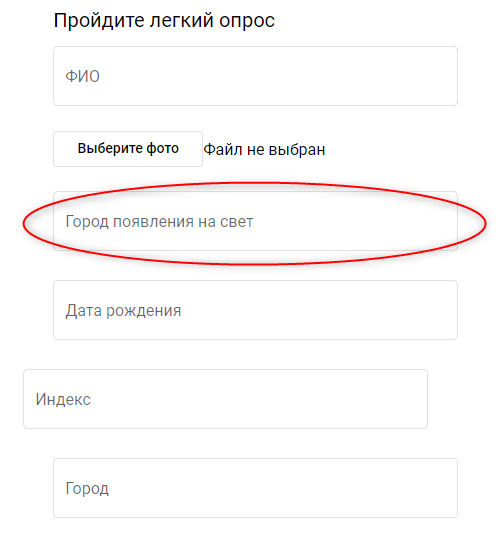 Пройдите легкий опрос
ФИО
Выберите фото Файл не выбран
Город появления на свет
Дата рождения
Индекс
Город